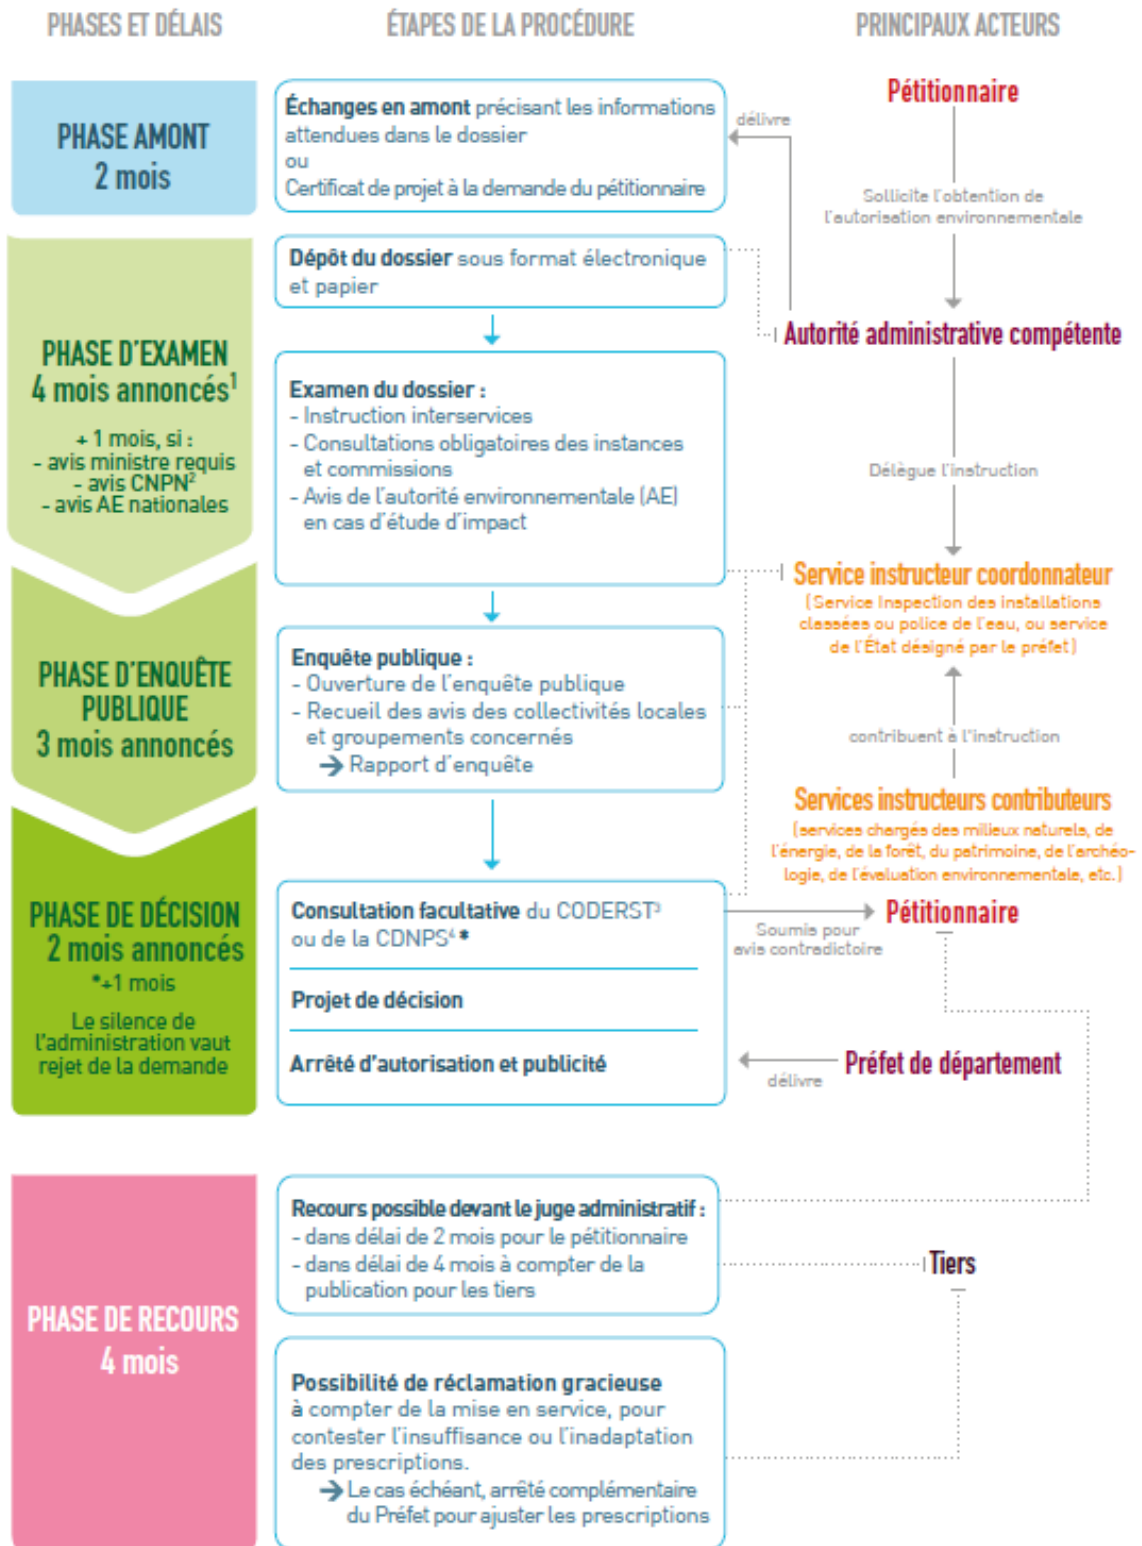 PHASES ET DÉLAIS
ÉTAPES DE LA PROCÉDURE
PRINCIPAUX ACTEURS
PHASE AMONT
2 mois
Échanges en amont précisant les informations
attendues dans le dossier
ou
Certificat de projet à la demande du pétitionnaire
délivre
Pétitionnaire
Sollicite l'obtention de
l'autorisation environnementale
Dépôt du dossier sous format électronique
et papier
Autorité administrative compétente
PHASE D'EXAMEN
4 mois annoncés¹
+ 1 mois, si :
- avis ministre requis
- avis CNPN²
- avis AE nationales
Examen du dossier :
- Instruction interservices
- Consultations obligatoires des instances
et commissions
- Avis de l'autorité environnementale (AE)
en cas d'étude d'impact
Délègue l'instruction
Service instructeur coordonnateur
(Service Inspection des installations
classées ou police de l'eau, ou service
de l'État désigné par le préfet)
PHASE D'ENQUÊTE
PUBLIQUE
3 mois annoncés
Enquête publique :
- Ouverture de l'enquête publique
- Recueil des avis des collectivités locales
et groupements concernés
→ Rapport d'enquête
contribuent à l'instruction
Services instructeurs contributeurs
(services chargés des milieux naturels, de
l'énergie, de la forêt, du patrimoine, de l'archéo-
logie, de l'évaluation environnementale, etc.)
PHASE DE DÉCISION
2 mois annoncés
*+1 mois
Le silence de
l'administration vaut
rejet de la demande
Consultation facultative du CODERST³
ou de la CDNPS⁴ *
Projet de décision
Arrêté d'autorisation et publicité
Soumis pour
avis contradictoire
Pétitionnaire
délivre
Préfet de département
PHASE DE RECOURS
4 mois
Recours possible devant le juge administratif :
- dans délai de 2 mois pour le pétitionnaire
- dans délai de 4 mois à compter de la
publication pour les tiers
Tiers
Possibilité de réclamation gracieuse
à compter de la mise en service, pour
contester l'insuffisance ou l'inadaptation
des prescriptions.
→ Le cas échéant, arrêté complémentaire
du Préfet pour ajuster les prescriptions